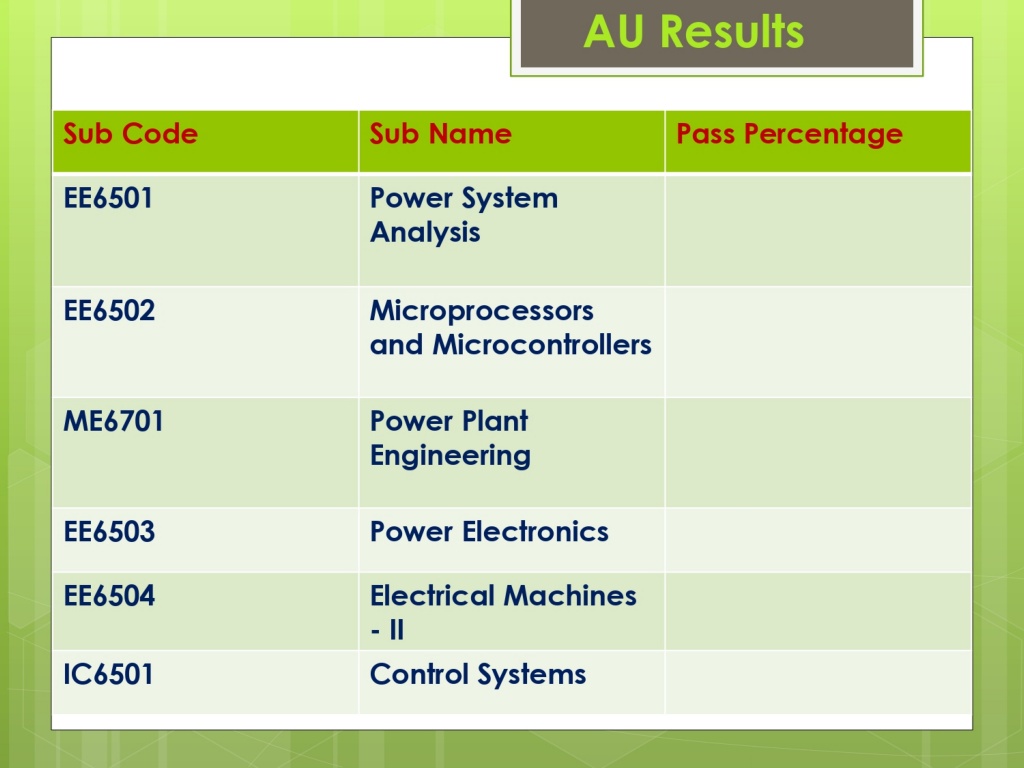 AU Results
Sub Code Sub Name Pass Percentage
EE6501 Power System
Analysis
EE6502 Microprocessors
and Microcontrollers
ME6701 Power Plant
Engineering
EE6503 Power Electronics
EE6504 Electrical Machines
- II
IC6501 Control Systems